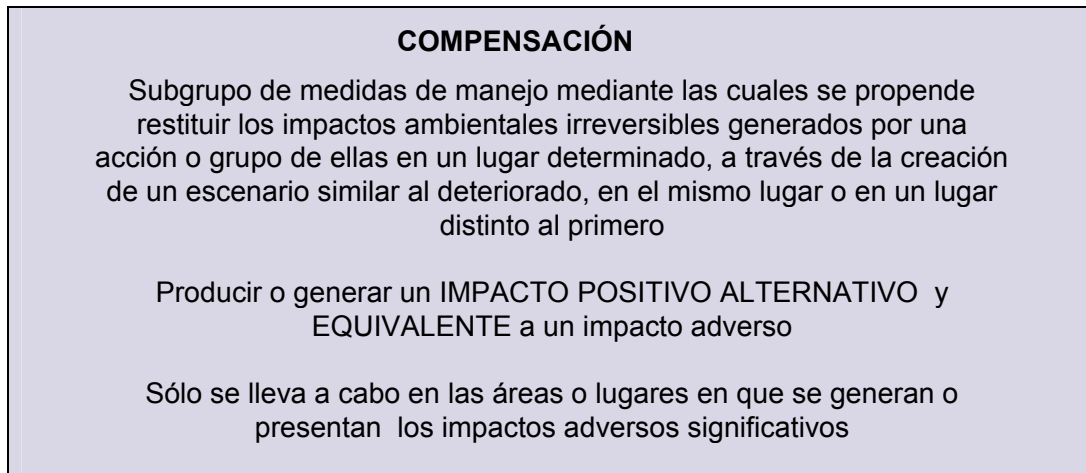 COMPENSACIÓN
Subgrupo de medidas de manejo mediante las cuales se propende
restituir los impactos ambientales irreversibles generados por una
acción o grupo de ellas en un lugar determinado, a través de la creación
de un escenario similar al deteriorado, en el mismo lugar o en un lugar
distinto al primero
Producir o generar un IMPACTO POSITIVO ALTERNATIVO y
EQUIVALENTE a un impacto adverso
Sólo se lleva a cabo en las áreas o lugares en que se generan o
presentan los impactos adversos significativos